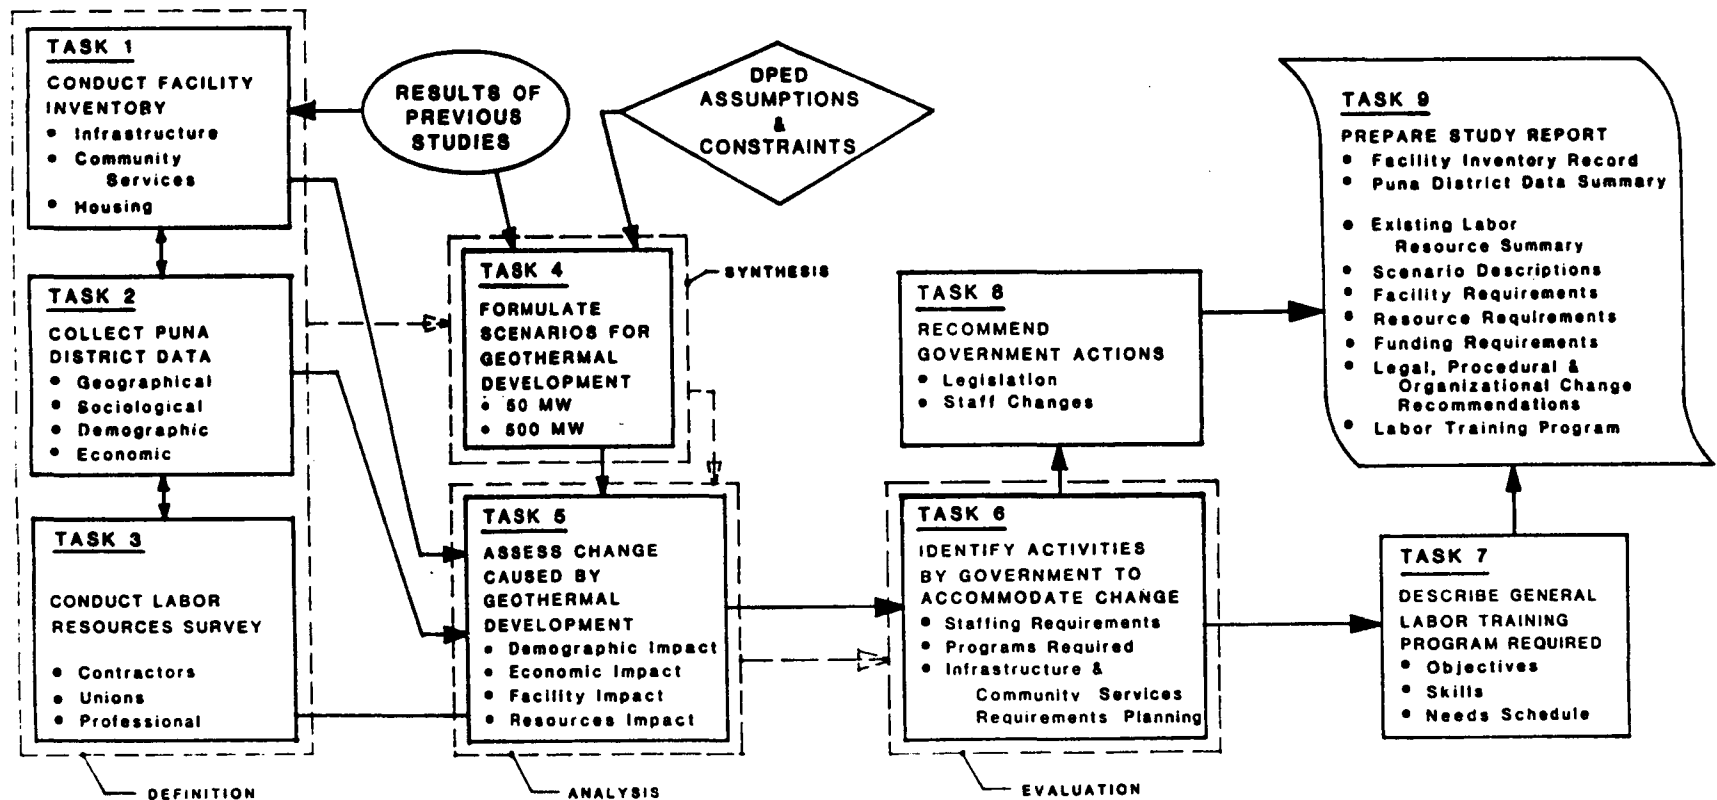 TASK 1
CONDUCT FACILITY
INVENTORY
• Infrastructure
• Community
Services
• Housing
RESULTS OF
PREVIOUS
STUDIES
DPED
ASSUMPTIONS
&
CONSTRAINTS
TASK 2
COLLECT PUNA
DISTRICT DATA
• Geographical
• Sociological
• Demographic
• Economic
TASK 3
CONDUCT LABOR
RESOURCES SURVEY
• Contractors
• Unions
• Professional
DEFINITION
TASK 4
FORMULATE
SCENARIOS FOR
GEOTHERMAL
DEVELOPMENT
• 50 MW
• 500 MW
SYNTHESIS
TASK 5
ASSESS CHANGE
CAUSED BY
GEOTHERMAL
DEVELOPMENT
• Demographic Impact
• Economic Impact
• Facility Impact
• Resources Impact
ANALYSIS
TASK 8
RECOMMEND
GOVERNMENT ACTIONS
• Legislation
• Staff Changes
TASK 6
IDENTIFY ACTIVITIES
BY GOVERNMENT TO
ACCOMMODATE CHANGE
• Staffing Requirements
• Programs Required
• Infrastructure &
Community Services
Requirements Planning
EVALUATION
TASK 9
PREPARE STUDY REPORT
• Facility Inventory Record
• Puna District Data Summary
• Existing Labor
Resource Summary
• Scenario Descriptions
• Facility Requirements
• Resource Requirements
• Funding Requirements
• Legal, Procedural &
Organizational Change
Recommendations
• Labor Training Program
TASK 7
DESCRIBE GENERAL
LABOR TRAINING
PROGRAM REQUIRED
• Objectives
• Skills
• Needs Schedule